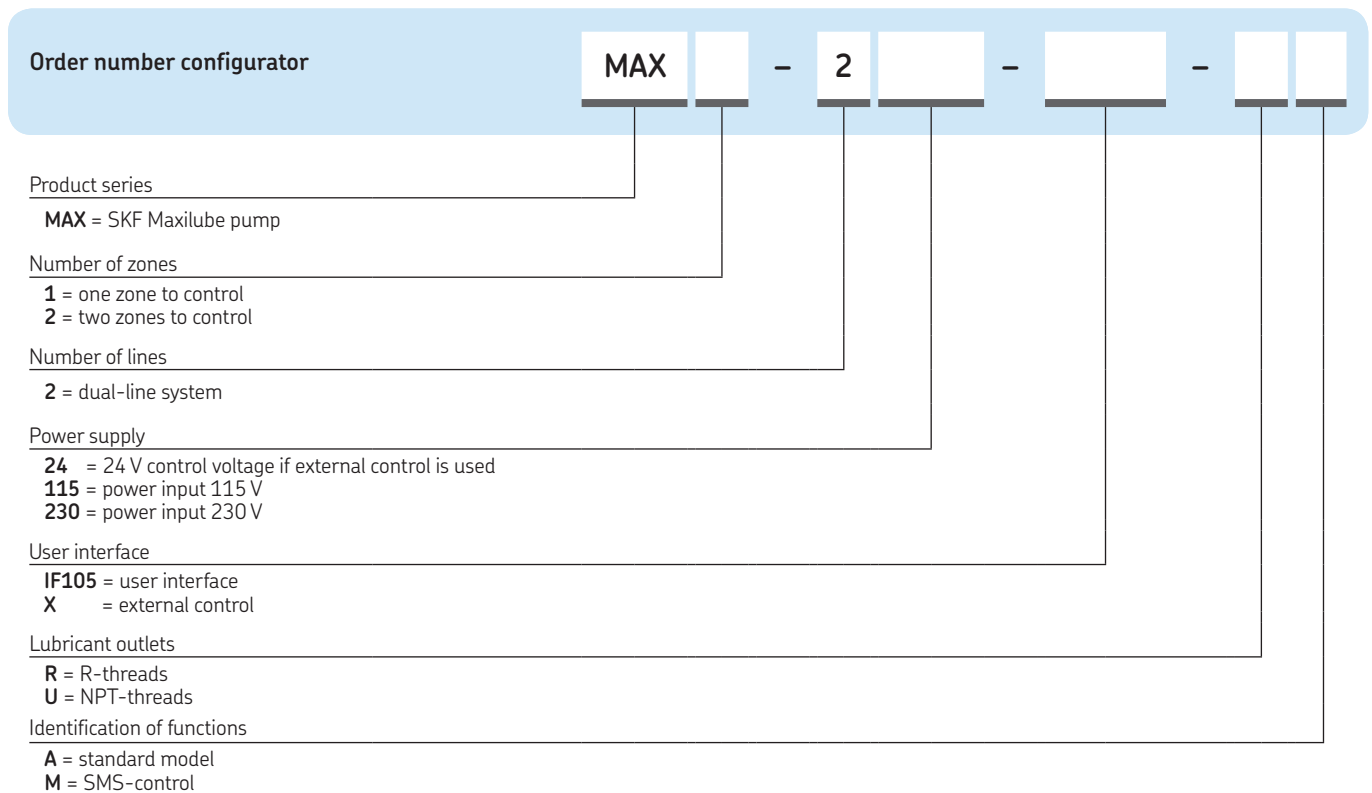 Order number configurator MAX – 2 – –
Product series
MAX = SKF Maxilube pump
Number of zones
1 = one zone to control
2 = two zones to control
Number of lines
2 = dual-line system
Power supply
24 = 24 V control voltage if external control is used
115 = power input 115 V
230 = power input 230 V
User interface
IF105 = user interface
X = external control
Lubricant outlets
R = R-threads
U = NPT-threads
Identification of functions
A = standard model
M = SMS-control